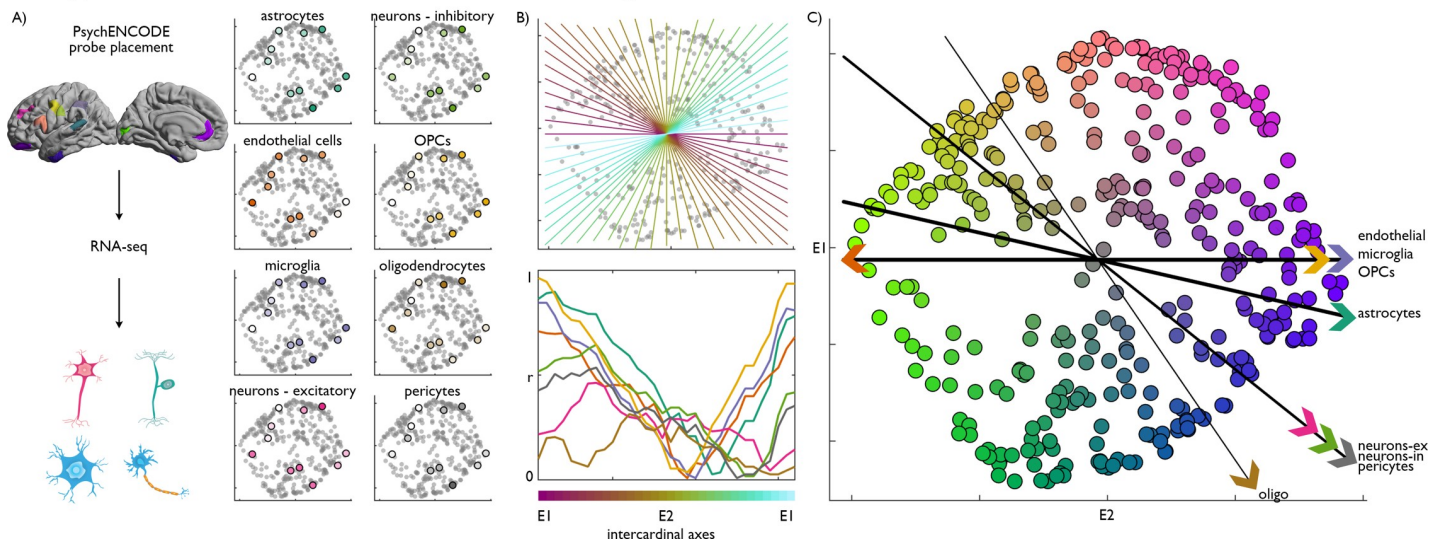 A)
PsychENCODE
probe placement
RNA-seq
astrocytes
neurons - inhibitory
endothelial cells
OPCs
microglia
oligodendrocytes
neurons - excitatory
pericytes
B)
1
r
0
E1
E2
E1
intercardinal axes
C)
E1
endothelial
microglia
OPCs
astrocytes
neurons-ex
neurons-in
pericytes
oligo
E2